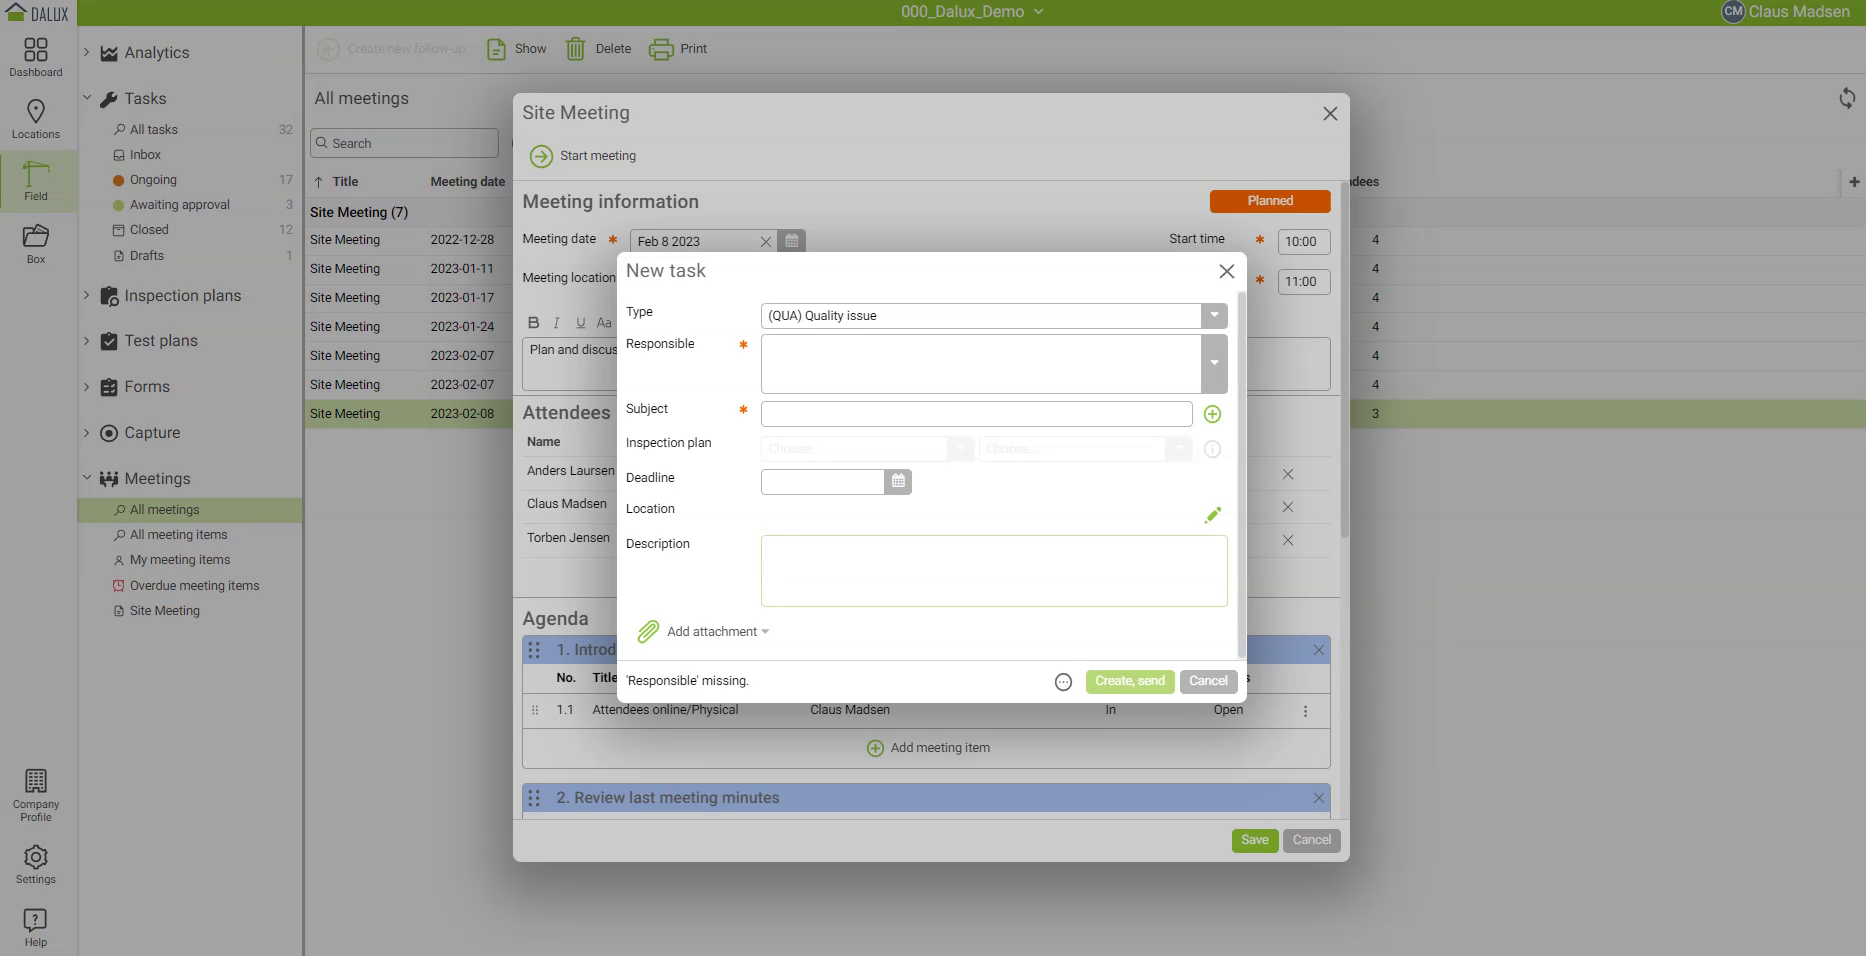 DALUX
000_Dalux_Demo
CM Claus Madsen
Dashboard
Locations
Field
Box
Company
Profile
Settings
Help
Analytics
Tasks
All tasks 32
Inbox
Ongoing 17
Awaiting approval 3
Closed 12
Drafts 1
Inspection plans
Test plans
Forms
Capture
Meetings
All meetings
All meeting items
My meeting items
Overdue meeting items
Site Meeting
Create new follow-up Show Delete Print
All meetings
Search
Title Meeting date dees
Site Meeting (7)
Site Meeting 2022-12-28 4
Site Meeting 2023-01-11 4
Site Meeting 2023-01-17 4
Site Meeting 2023-01-24 4
Site Meeting 2023-02-07 4
Site Meeting 2023-02-07 4
Site Meeting 2023-02-08 3
Site Meeting
Start meeting
Meeting information Planned
Meeting date * Feb 8 2023 Start time * 10:00
Meeting location * 11:00
B I U Aa
Plan and discus
Attendees
Name
Anders Laursen
Claus Madsen
Torben Jensen
Agenda
1. Introd
No. Title s
1.1 Attendees online/Physical Claus Madsen In Open
Add meeting item
2. Review last meeting minutes
Save Cancel
New task
Type (QUA) Quality issue
Responsible *
Subject *
Inspection plan Choose... Choose...
Deadline
Location
Description
Add attachment
'Responsible' missing. Create, send Cancel